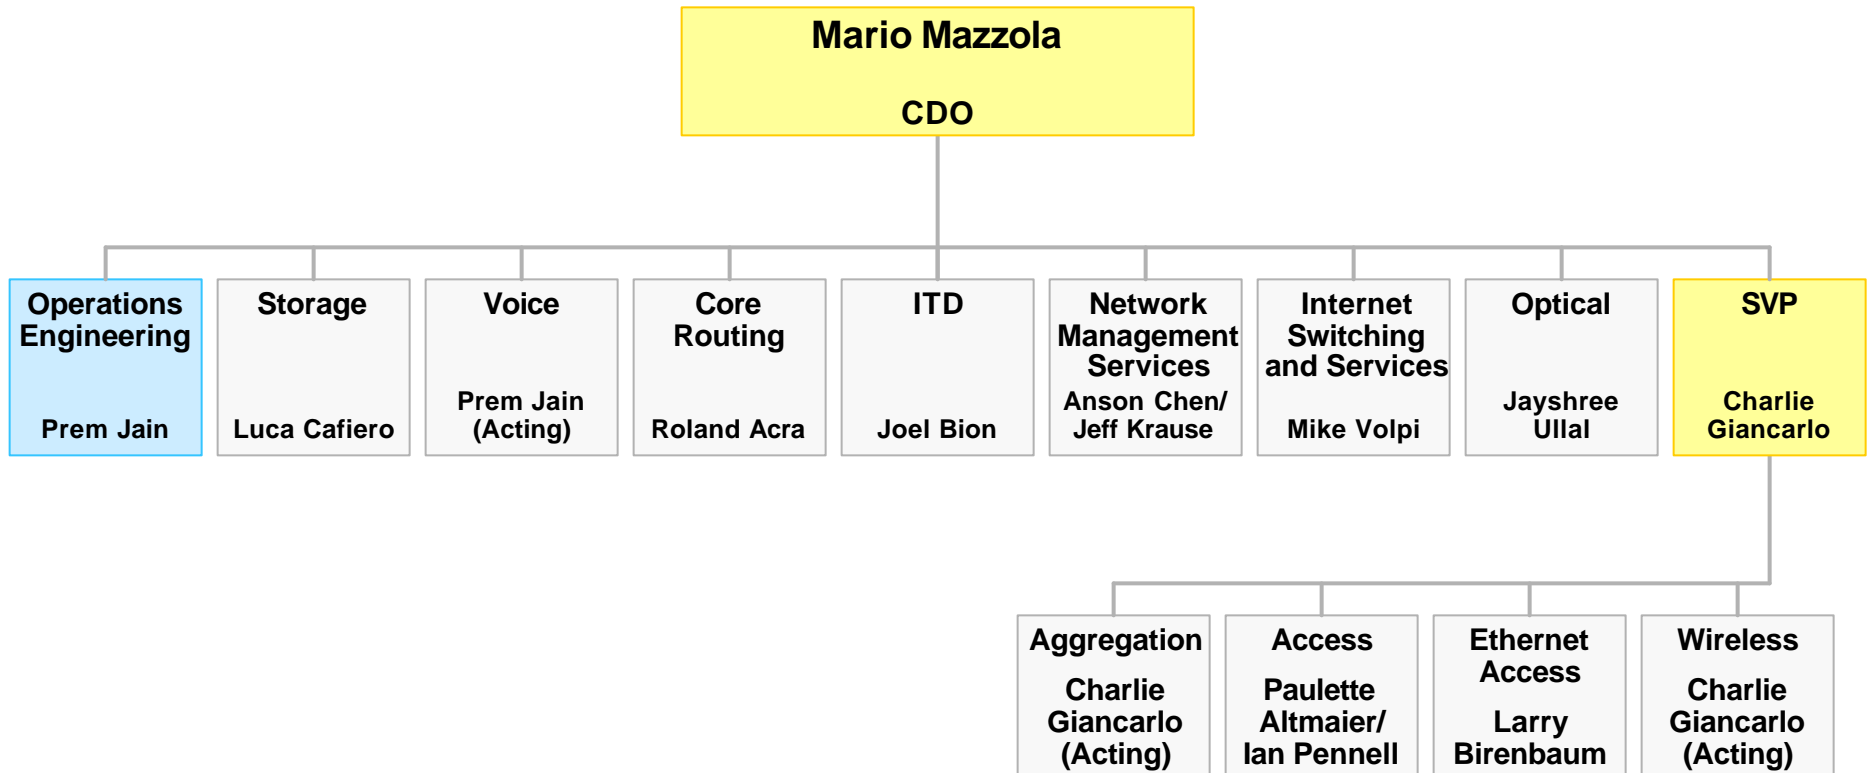 Mario Mazzola
CDO
Operations
Engineering
Prem Jain
Storage
Luca Cafiero
Voice
Prem Jain
(Acting)
Core
Routing
Roland Acra
ITD
Joel Bion
Network
Management
Services
Anson Chen/
Jeff Krause
Internet
Switching
and Services
Mike Volpi
Optical
Jayshree
Ullal
SVP
Charlie
Giancarlo
Aggregation
Charlie
Giancarlo
(Acting)
Access
Paulette
Altmaier/
Ian Pennell
Ethernet
Access
Larry
Birenbaum
Wireless
Charlie
Giancarlo
(Acting)